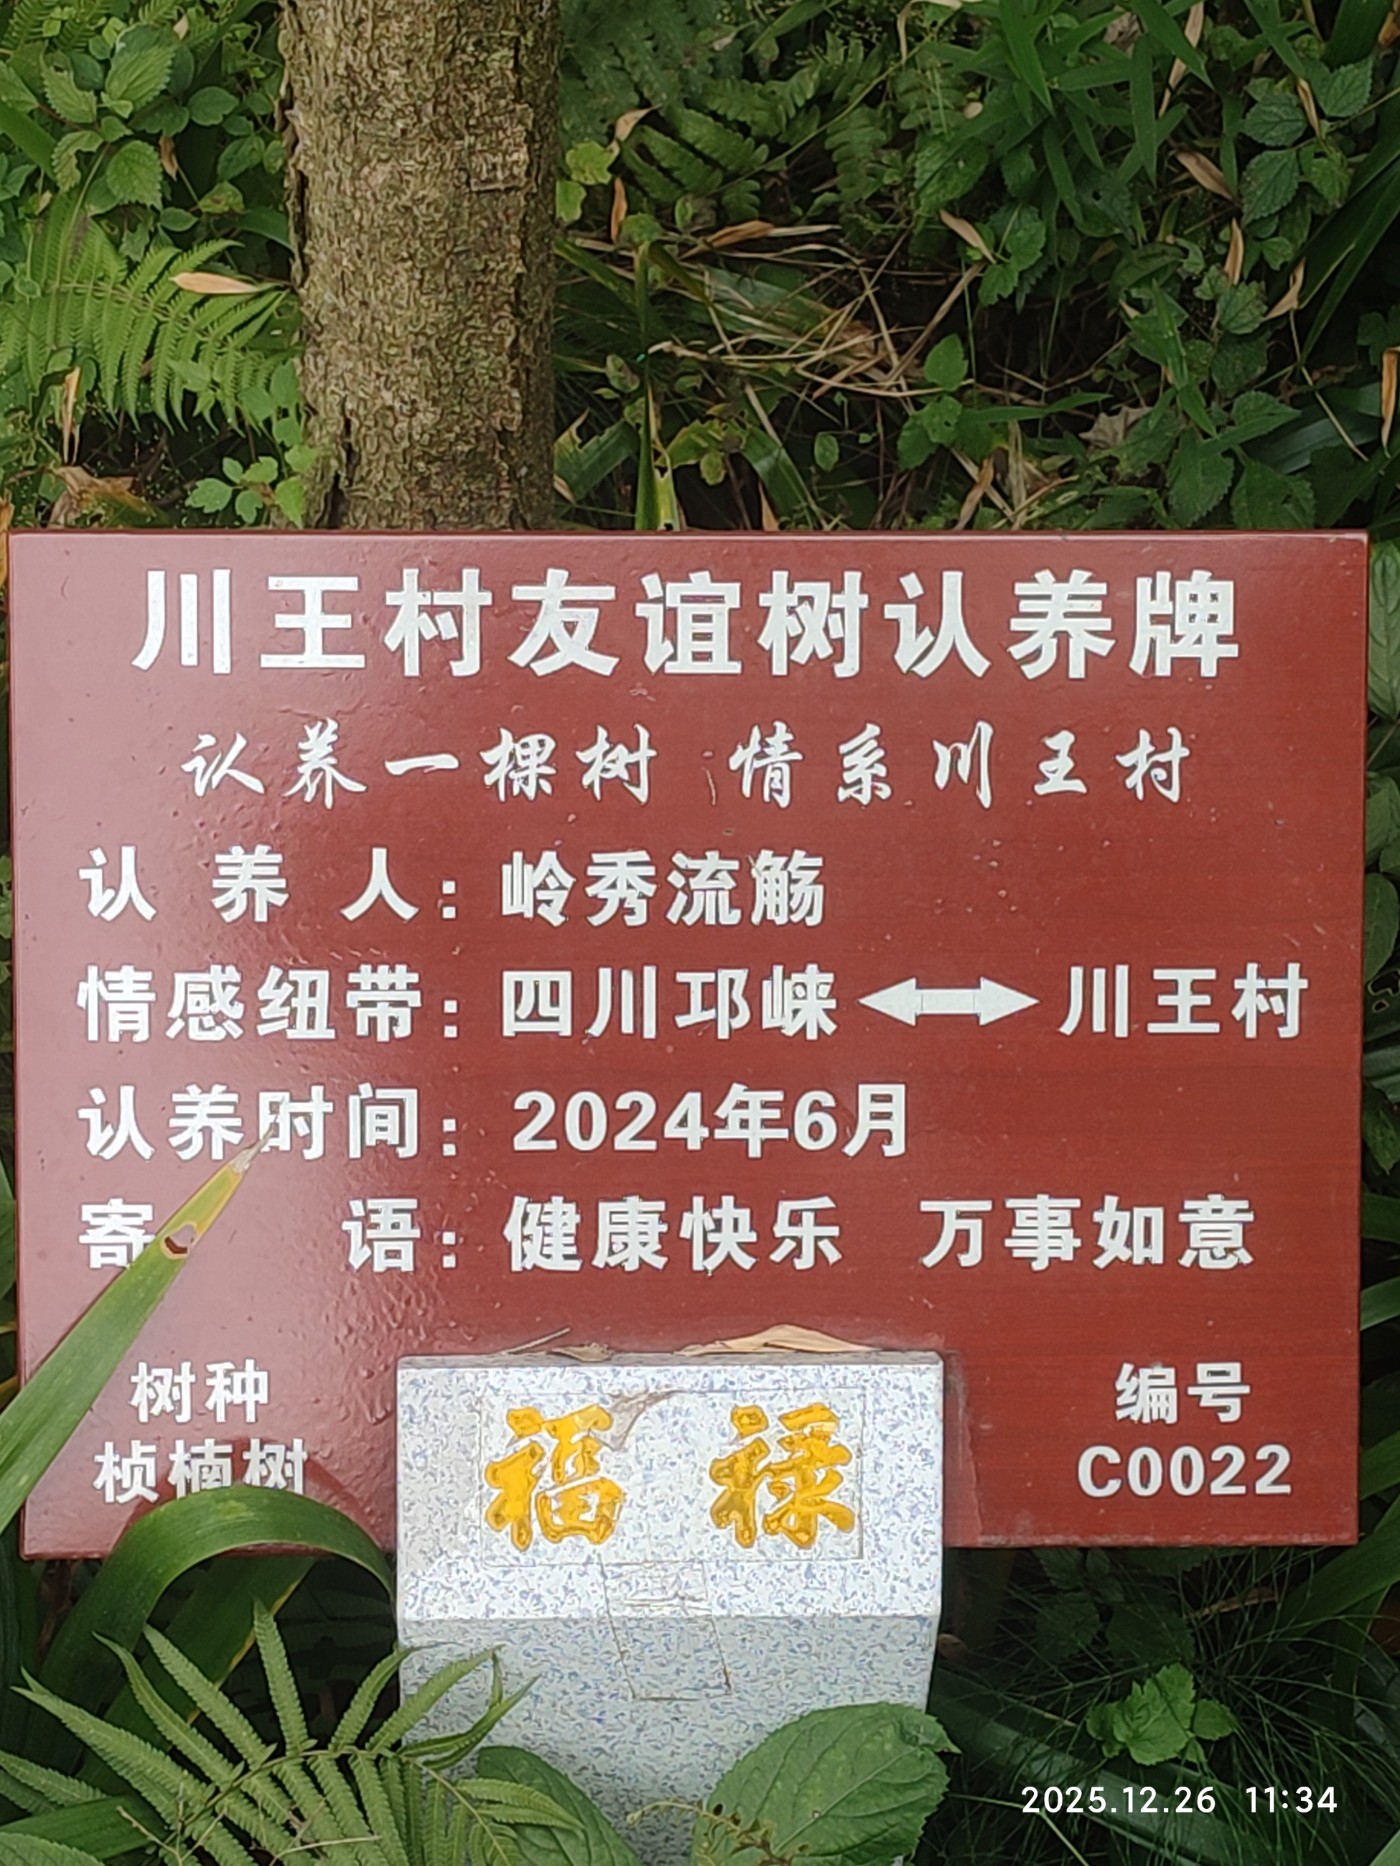 川王村友谊树认养牌
认养一棵树 情系川王村
认养人：岭秀流觞
情感纽带：四川邛崃⟷川王村
认养时间：2024年6月
寄语：健康快乐 万事如意
树种
桢楠树
编号
C0022
福禄
2025.12.26 11:34